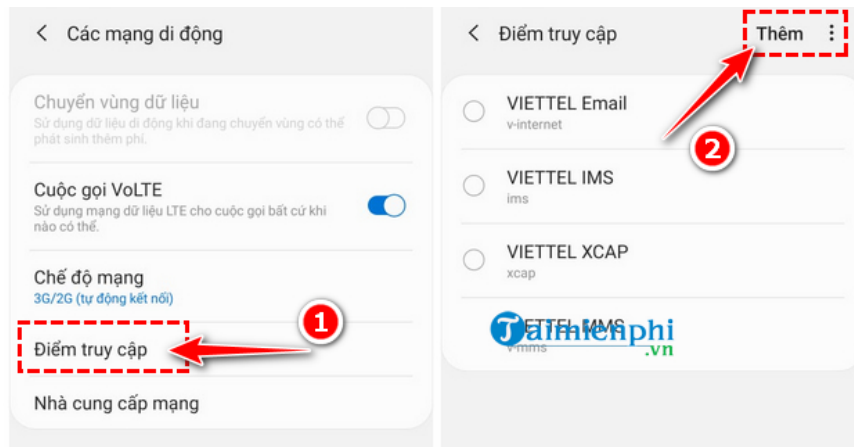 Các mạng di động
Chuyển vùng dữ liệu
Sử dụng dữ liệu di động khi đang chuyển vùng có thể
phát sinh thêm phí.
Cuộc gọi VoLTE
Sử dụng mạng dữ liệu LTE cho cuộc gọi bất cứ khi
nào có thể.
Chế độ mạng
3G/2G (tự động kết nối)
1
Điểm truy cập
Nhà cung cấp mạng
Điểm truy cập
Thêm
2
VIETTEL Email
v-internet
VIETTEL IMS
ims
VIETTEL XCAP
xcap
VIETTEL MMS
v-mms
Taimienphi
.vn